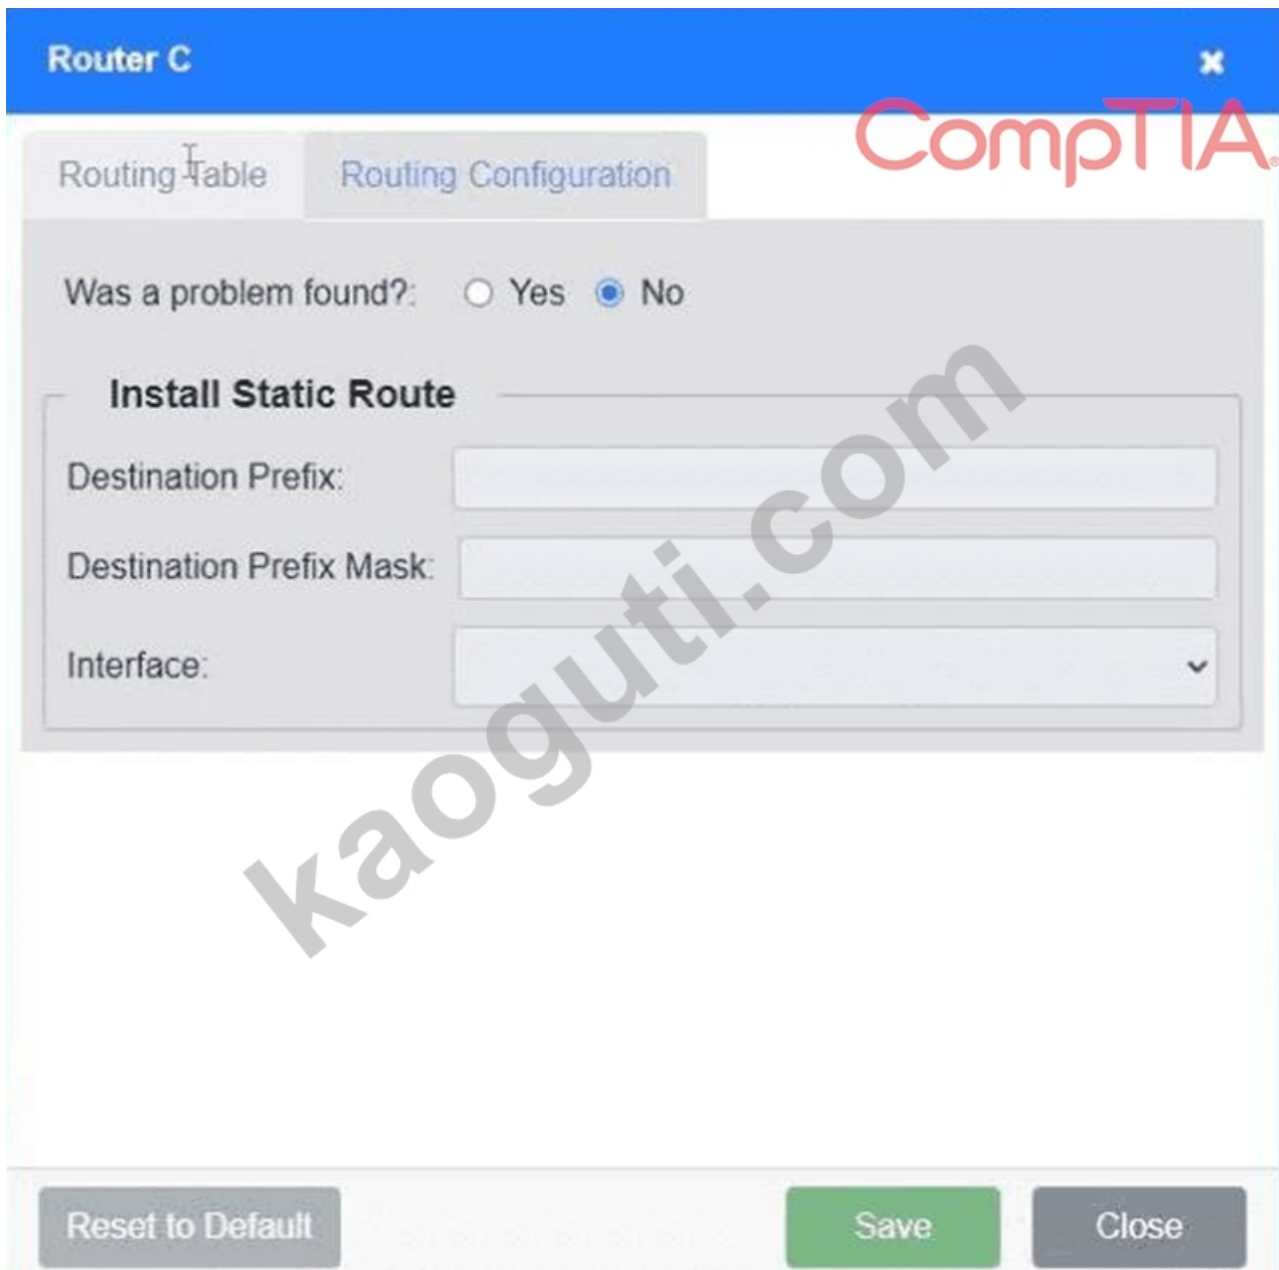 Router C
✖
CompTIA®
Routing Table Routing Configuration
Was a problem found?: Yes No
Install Static Route
Destination Prefix:
Destination Prefix Mask:
Interface:
kaoguti.com
Reset to Default Save Close